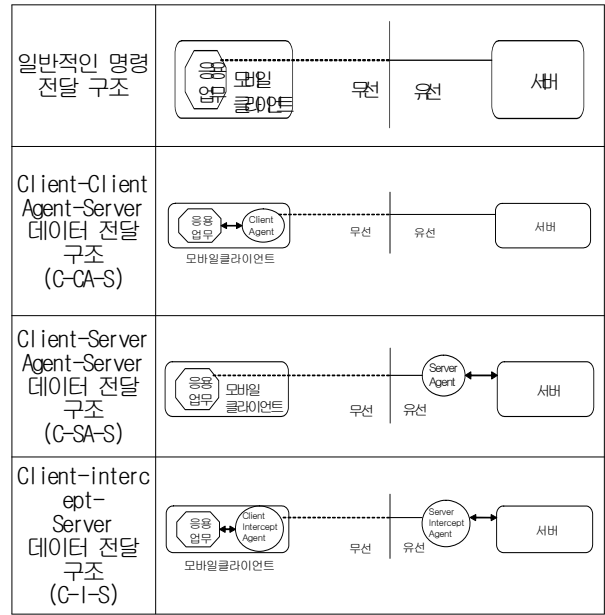 일반적인 명령
전달 구조
응용
업무
모바일
클라이언트
무선
유선
서버
Client-Client
Agent-Server
데이터 전달
구조
(C-CA-S)
응용
업무
Client
Agent
모바일클라이언트
무선
유선
서버
Client-Server
Agent-Server
데이터 전달
구조
(C-SA-S)
응용
업무
모바일
클라이언트
무선
유선
Server
Agent
서버
Client-interc
ept-
Server
데이터 전달
구조
(C-I-S)
응용
업무
Client
Intercept
Agent
모바일클라이언트
무선
유선
Server
Intercept
Agent
서버